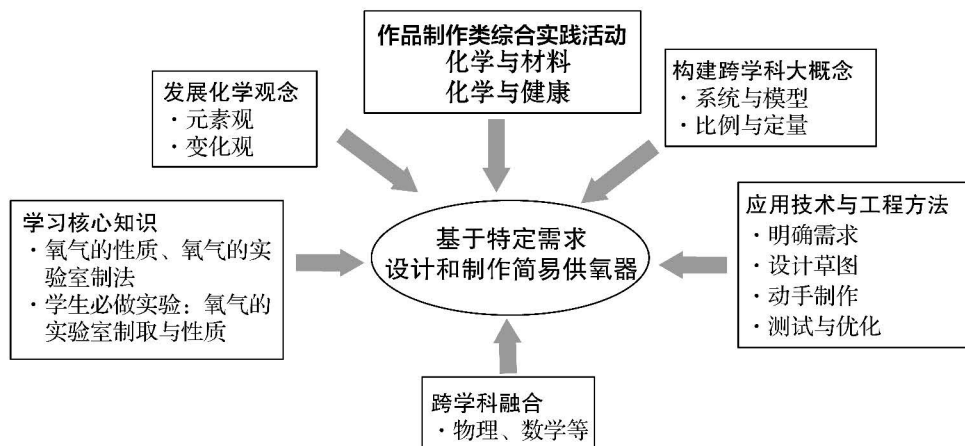 作品制作类综合实践活动
化学与材料
化学与健康
发展化学观念
· 元素观
· 变化观
构建跨学科大概念
· 系统与模型
· 比例与定量
学习核心知识
· 氧气的性质、氧气的实
验室制法
· 学生必做实验：氧气的
实验室制取与性质
基于特定需求
设计和制作简易供氧器
应用技术与工程方法
· 明确需求
· 设计草图
· 动手制作
· 测试与优化
跨学科融合
· 物理、数学等